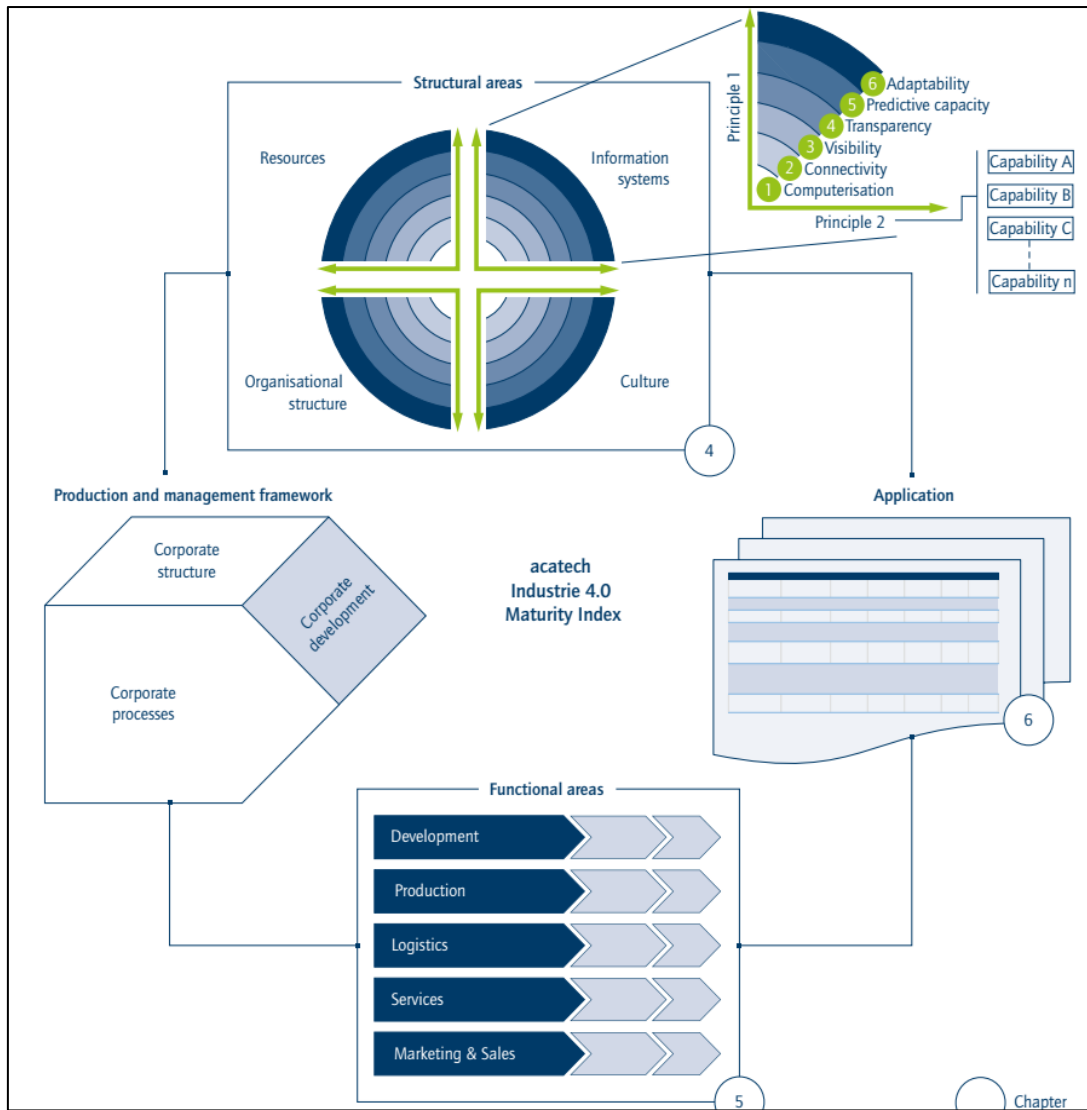 Structural areas
Resources
Information
systems
Organisational
structure
Culture
4
Principle 1
6 Adaptability
5 Predictive capacity
4 Transparency
3 Visibility
2 Connectivity
1 Computerisation
Principle 2
Capability A
Capability B
Capability C
Capability n
Production and management framework
Corporate
structure
Corporate
development
Corporate
processes
acatech
Industrie 4.0
Maturity Index
Application
6
Functional areas
Development
Production
Logistics
Services
Marketing & Sales
5
Chapter